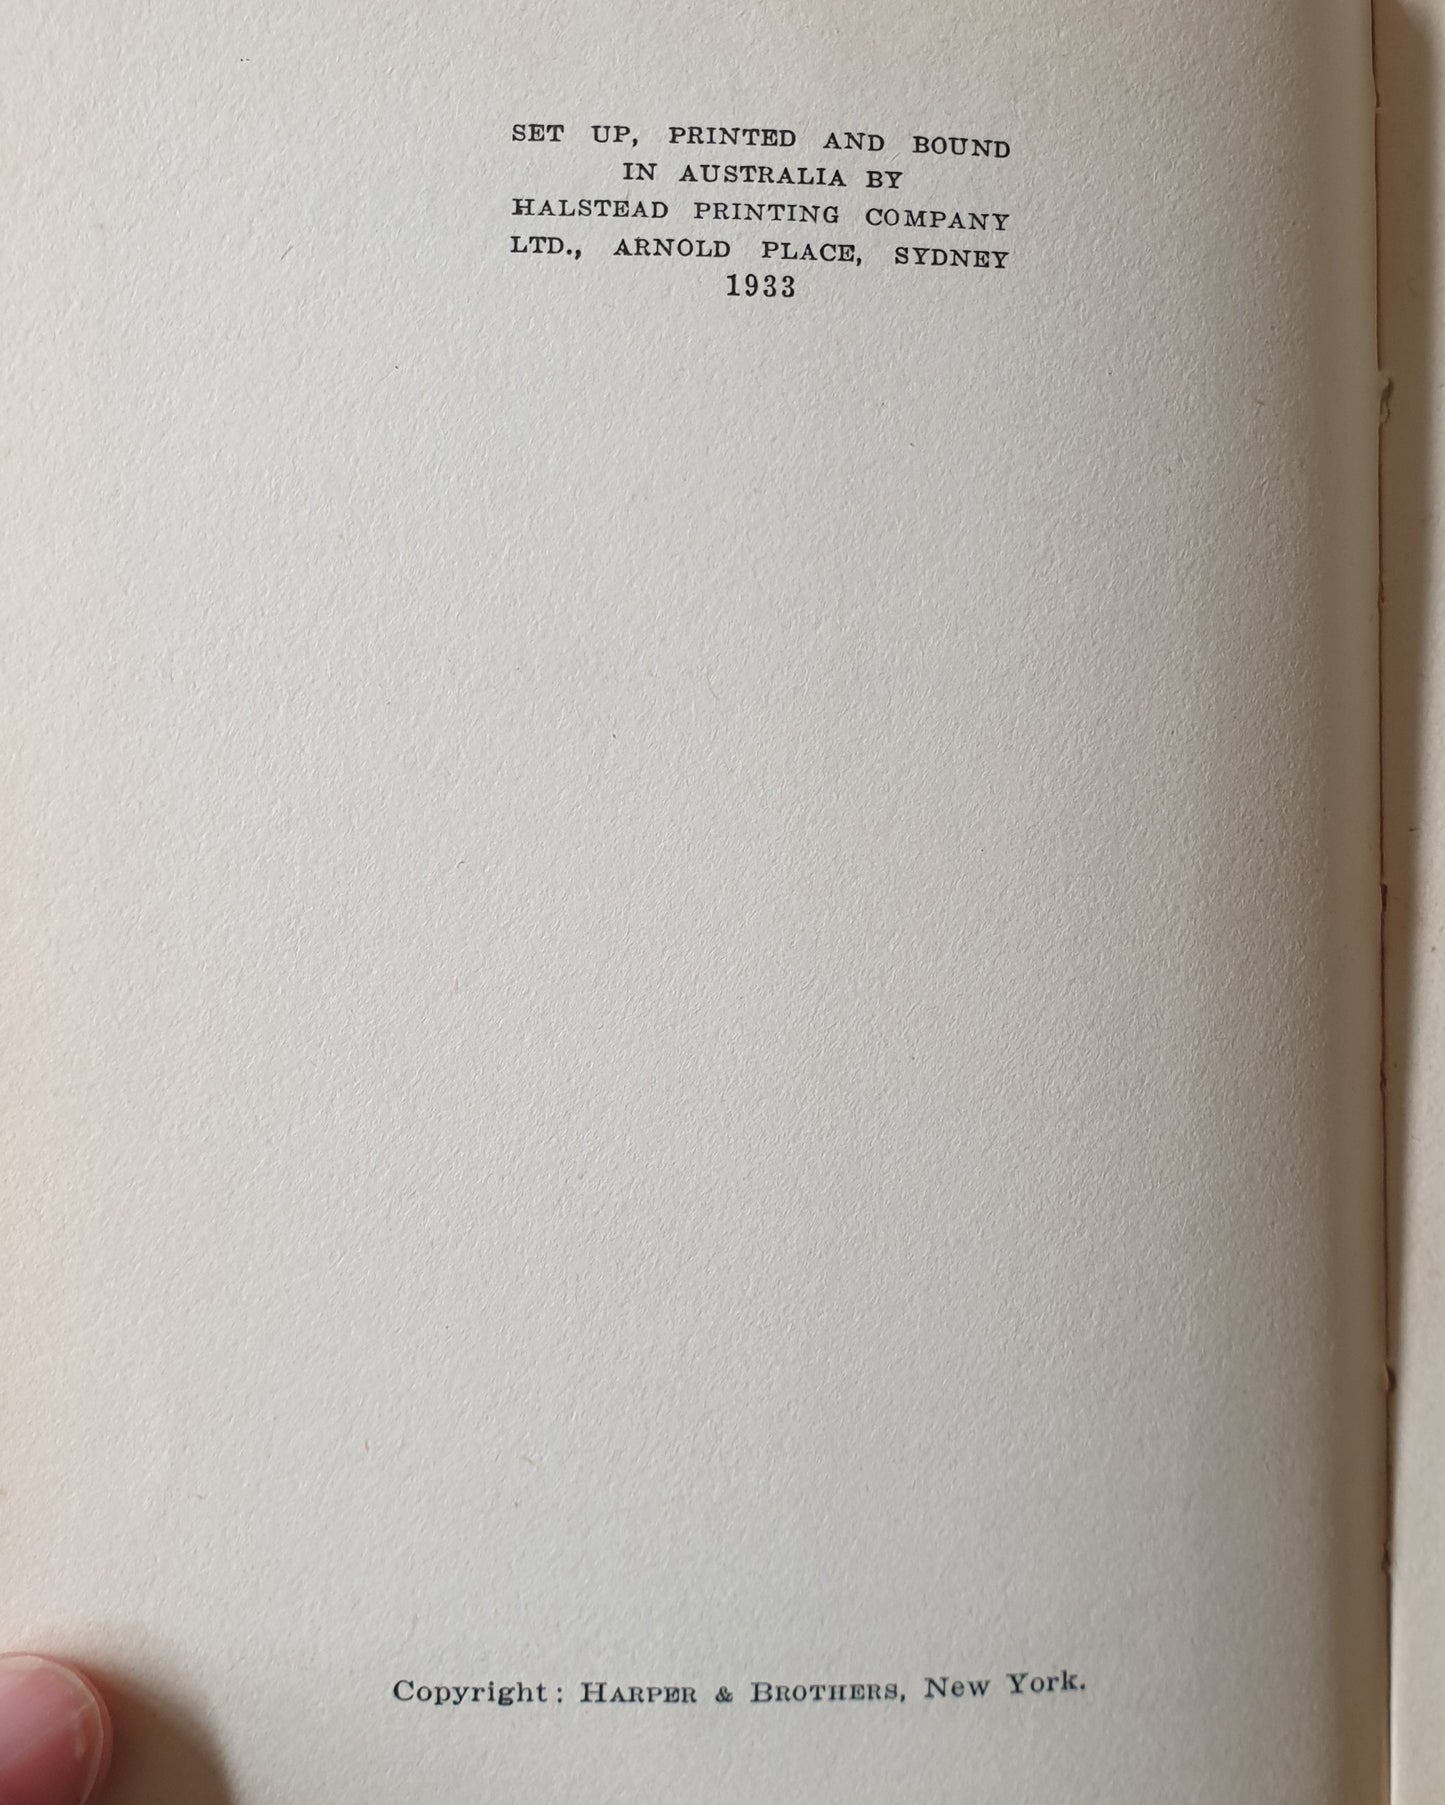 SET UP, PRINTED AND BOUND
IN AUSTRALIA BY
HALSTEAD PRINTING COMPANY
LTD., ARNOLD PLACE, SYDNEY
1933
Copyright: HARPER & BROTHERS, New York.